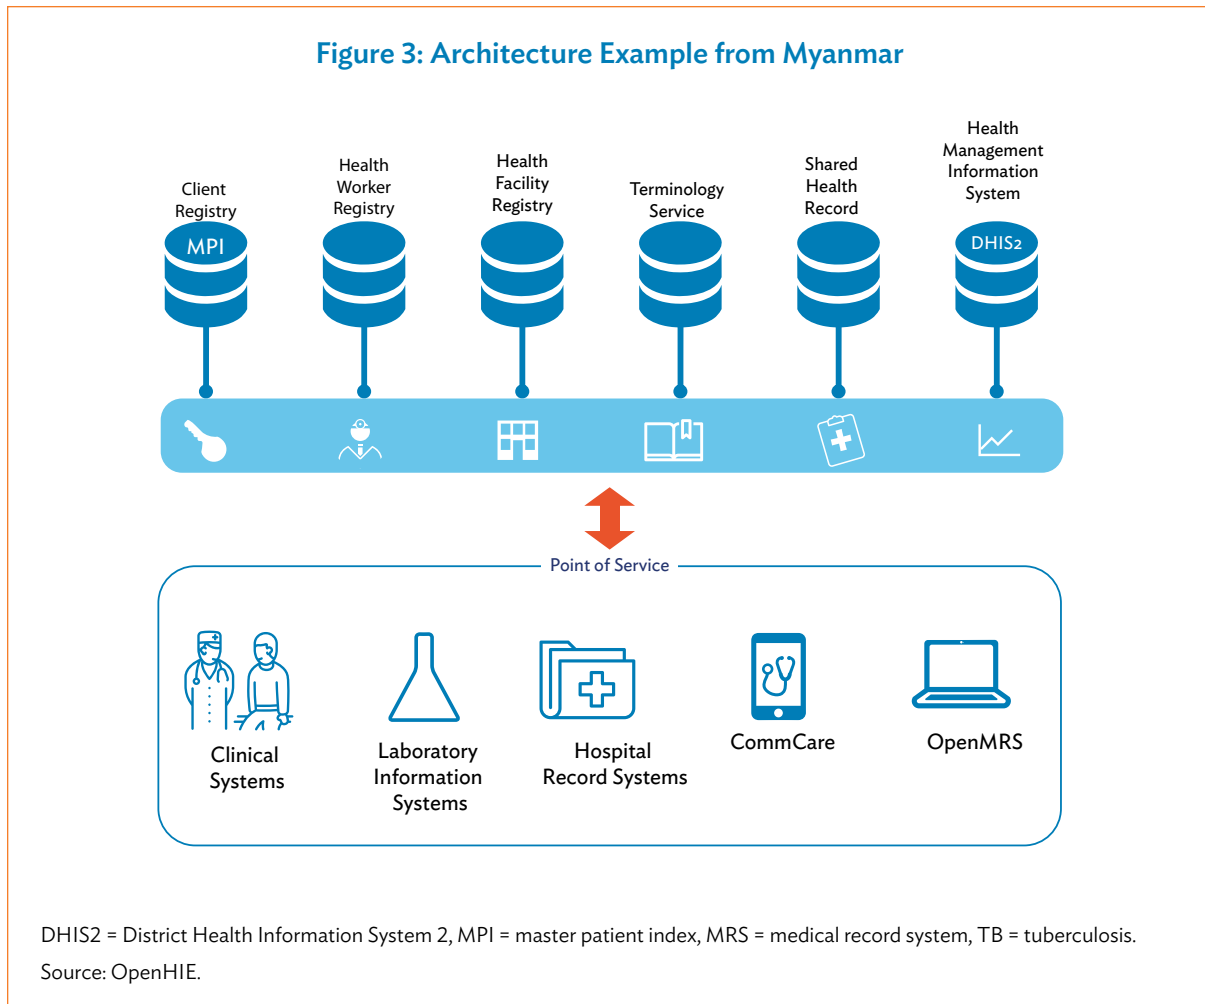 Figure 3: Architecture Example from Myanmar
Client
Registry
Health
Worker
Registry
Health
Facility
Registry
Terminology
Service
Shared
Health
Record
Health
Management
Information
System
MPI
DHIS2
Point of Service
Clinical
Systems
Laboratory
Information
Systems
Hospital
Record Systems
CommCare
OpenMRS
DHIS2 = District Health Information System 2, MPI = master patient index, MRS = medical record system, TB = tuberculosis.
Source: OpenHIE.